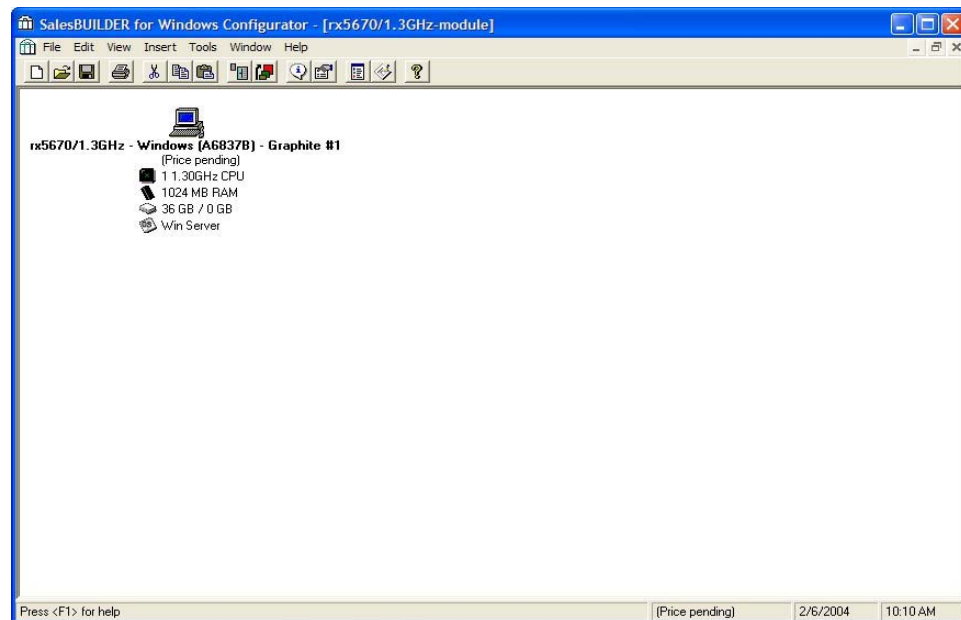 SalesBUILDER for Windows Configurator - [rx5670/1.3GHz-module]
File Edit View Insert Tools Window Help
rx5670/1.3GHz - Windows (A6837B) - Graphite #1
(Price pending)
1 1.30GHz CPU
1024 MB RAM
36 GB / 0 GB
Win Server
Press <F1> for help (Price pending) 2/6/2004 10:10 AM